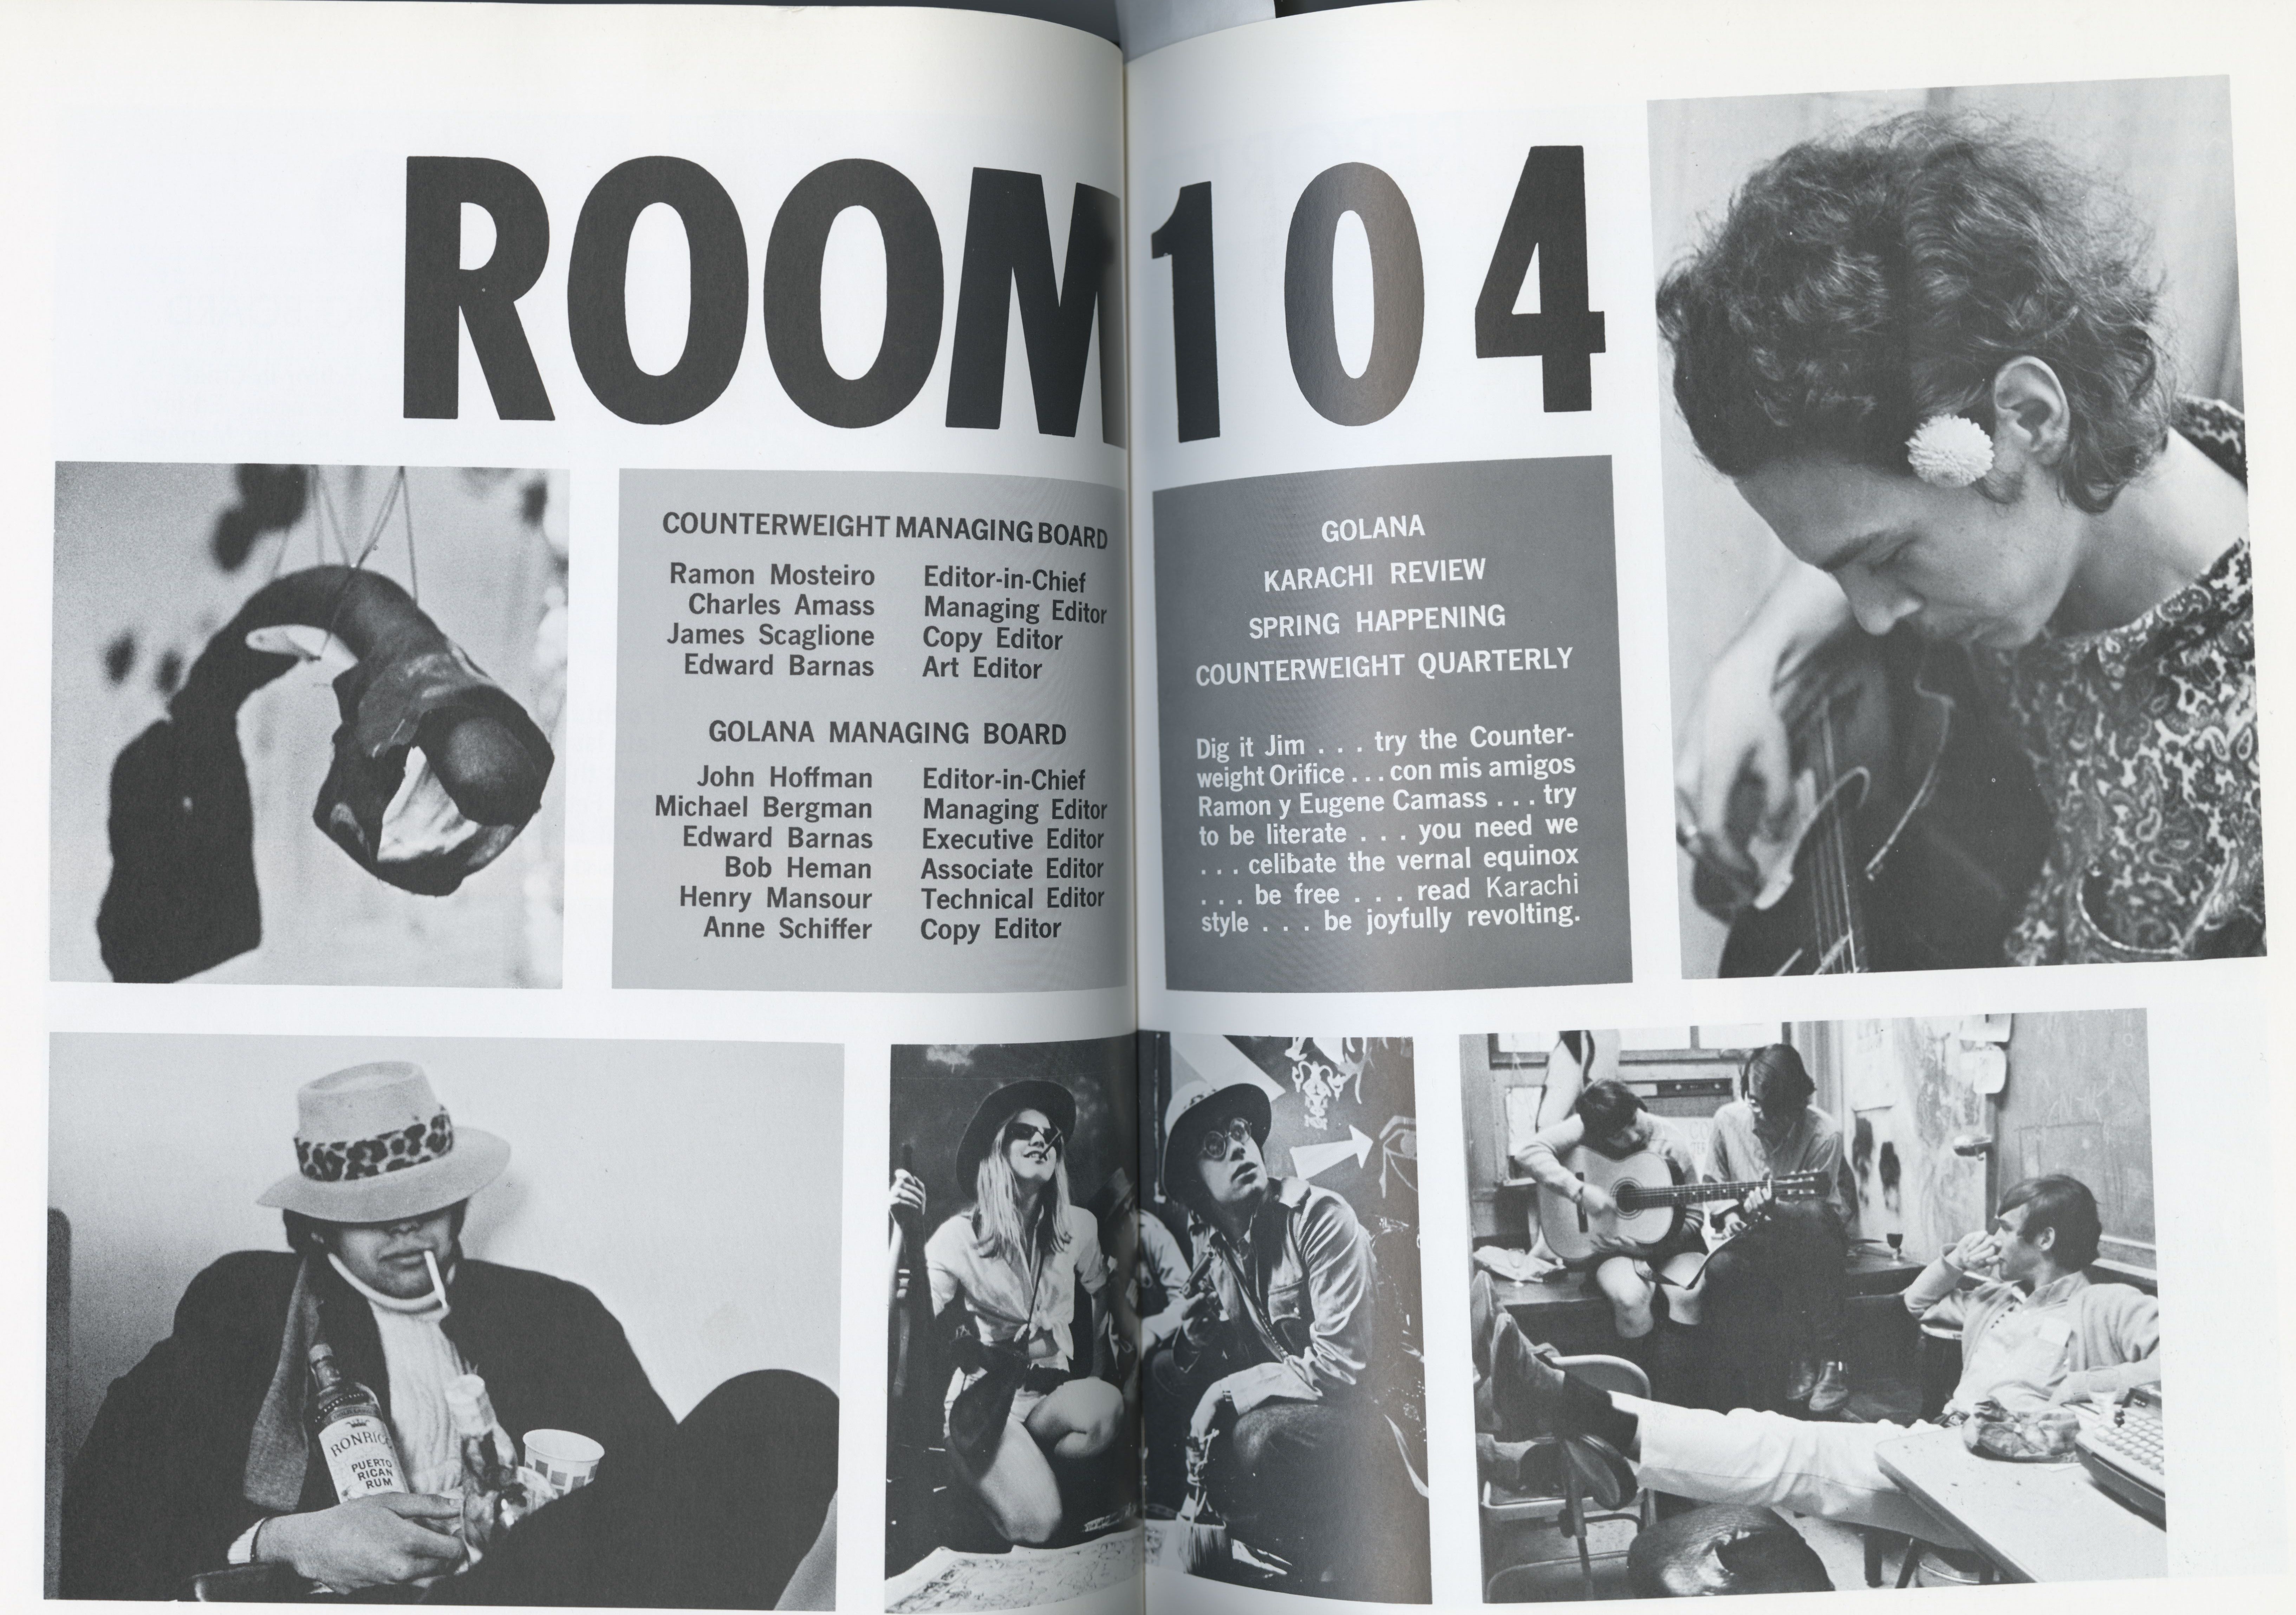 ROOM 104
COUNTERWEIGHT MANAGING BOARD
Ramon Mosteiro Editor-in-Chief
Charles Amass Managing Editor
James Scaglione Copy Editor
Edward Barnas Art Editor
GOLANA MANAGING BOARD
John Hoffman Editor-in-Chief
Michael Bergman Managing Editor
Edward Barnas Executive Editor
Bob Heman Associate Editor
Henry Mansour Technical Editor
Anne Schiffer Copy Editor
GOLANA
KARACHI REVIEW
SPRING HAPPENING
COUNTERWEIGHT QUARTERLY
Dig it Jim . . . try the Counter-
weight Orifice . . . con mis amigos
Ramon y Eugene Camass . . . try
to be literate . . . you need we
. . . celibate the vernal equinox
. . . be free . . . read Karachi
style . . . be joyfully revolting.
RONRICO
PUERTO
RICAN
RUM